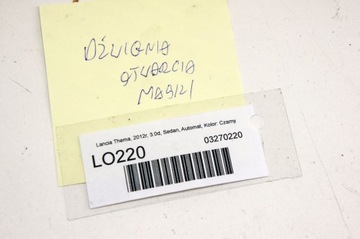 DŹWIGNIA
OTWARCIA
MASKI
Lancia Thema, 2012r, 3.0d, Sedan, Automat, Kolor: Czarny
LO220
03270220